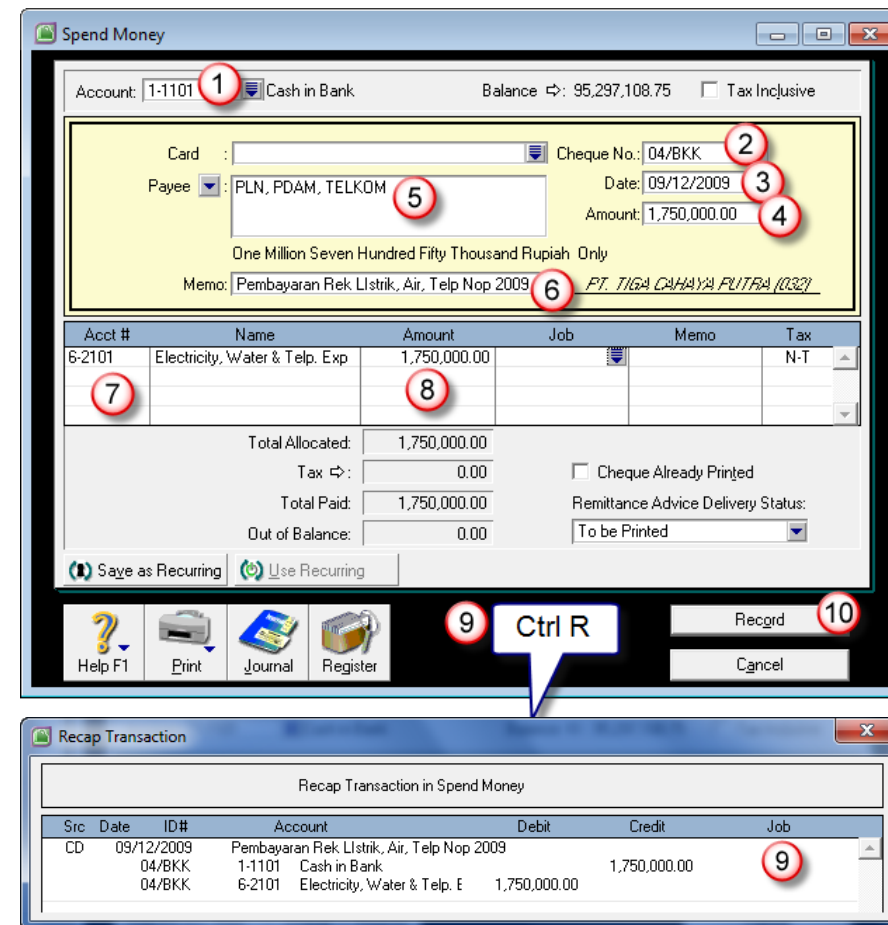 Spend Money
Account: 1-1101 1 Cash in Bank Balance ⇨: 95,297,108.75 Tax Inclusive
Card : Cheque No.: 04/BKK 2
Payee : PLN, PDAM, TELKOM 5 Date: 09/12/2009 3
Amount: 1,750,000.00 4
One Million Seven Hundred Fifty Thousand Rupiah Only
Memo: Pembayaran Rek LIstrik, Air, Telp Nop 2009 6 PT. TIGA CAHAYA PUTRA (032)
Acct # Name Amount Job Memo Tax
6-2101 Electricity, Water & Telp. Exp 1,750,000.00 N-T
7 8
Total Allocated: 1,750,000.00
Tax ⇨: 0.00 Cheque Already Printed
Total Paid: 1,750,000.00 Remittance Advice Delivery Status:
Out of Balance: 0.00 To be Printed
Save as Recurring Use Recurring
9 Ctrl R Record 10
Help F1 Print Journal Register Cancel
Recap Transaction
Recap Transaction in Spend Money
Src Date ID# Account Debit Credit Job
CD 09/12/2009 Pembayaran Rek LIstrik, Air, Telp Nop 2009
04/BKK 1-1101 Cash in Bank 1,750,000.00 9
04/BKK 6-2101 Electricity, Water & Telp. E 1,750,000.00